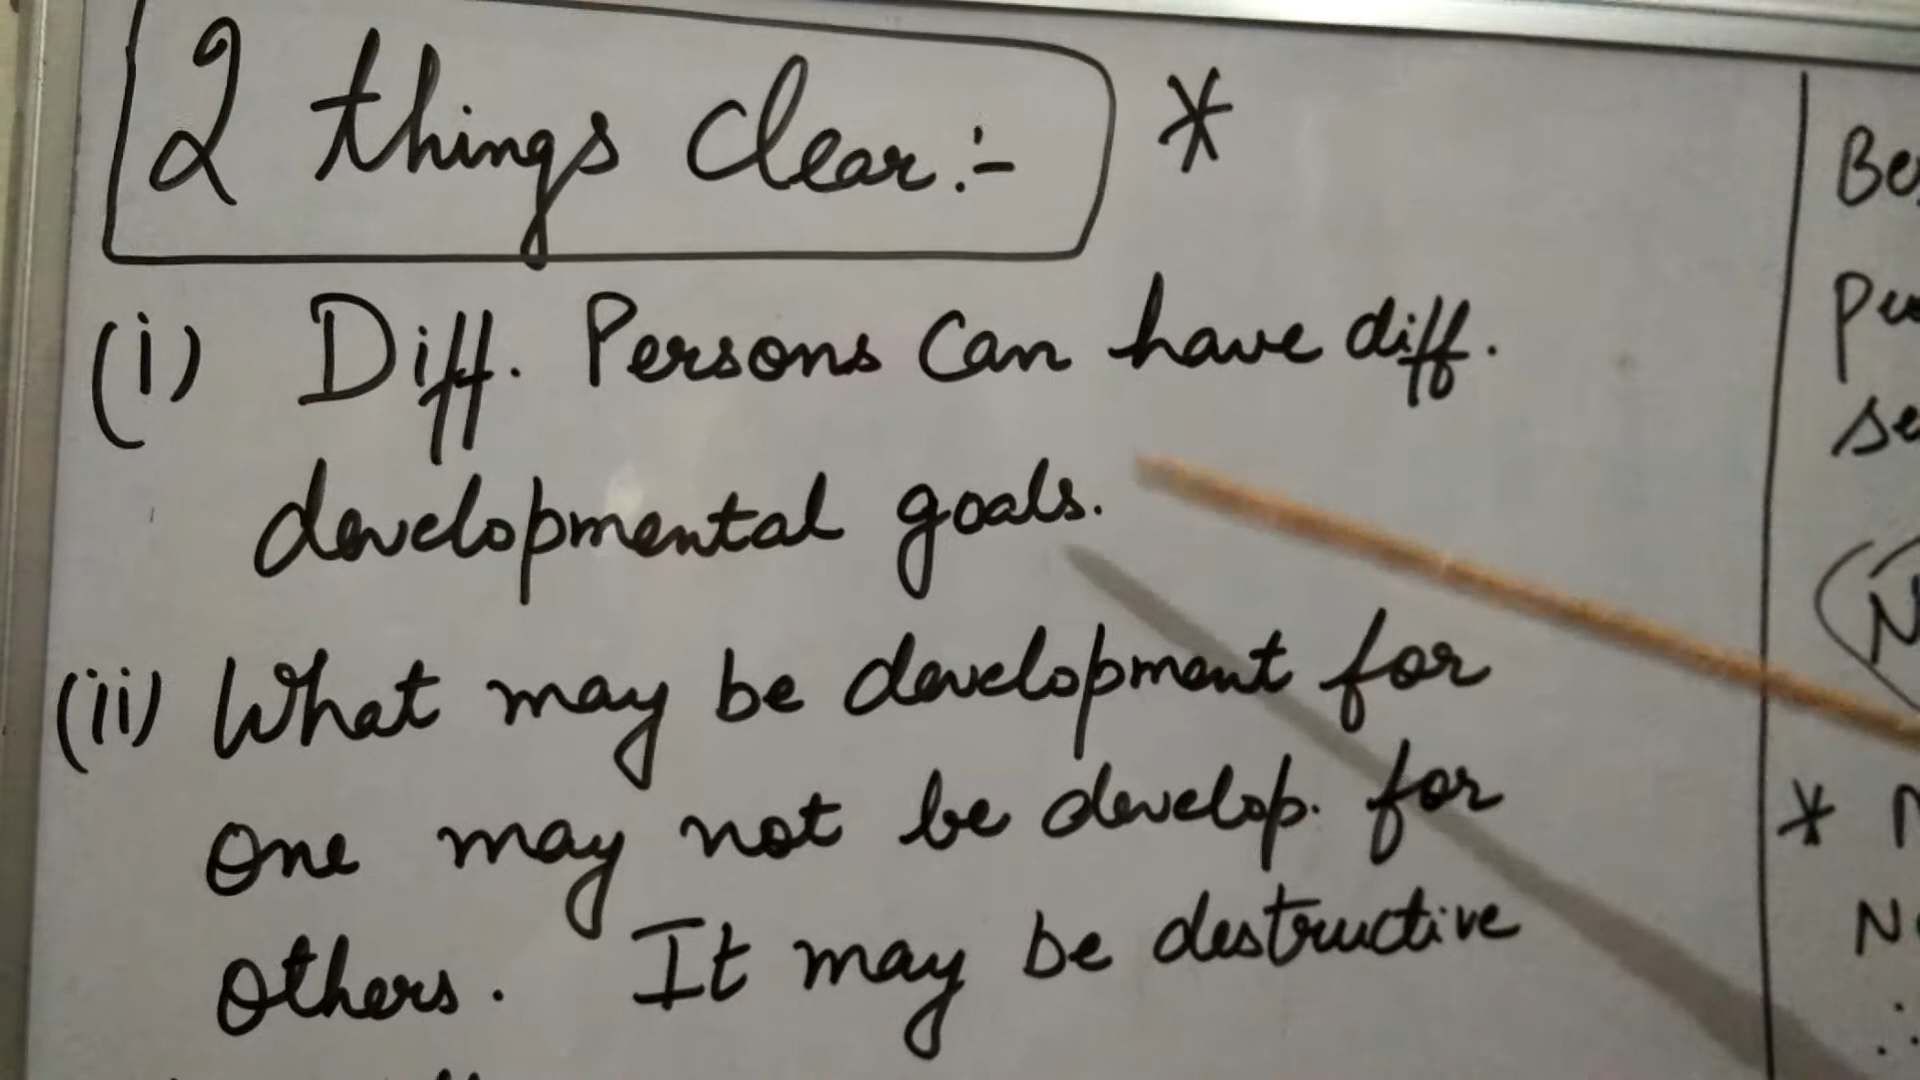 2 things clear:- *
(i) Diff. Persons Can have diff.
developmental goals.
(ii) What may be development for
one may not be develop. for
others. It may be destructive